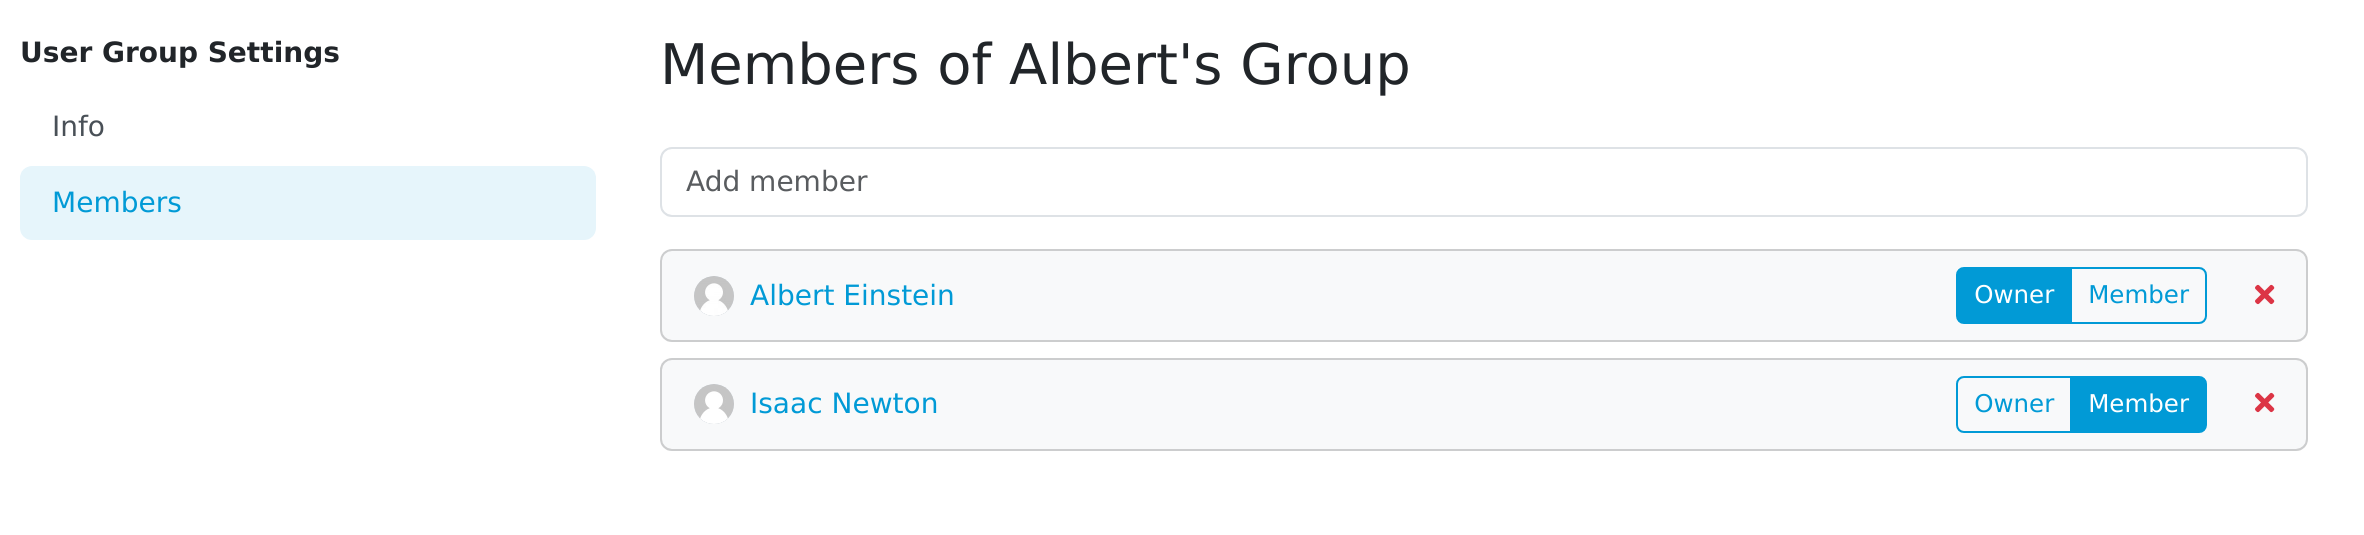 User Group Settings
Info
Members
Members of Albert's Group
Add member
Albert Einstein Owner Member
Isaac Newton Owner Member